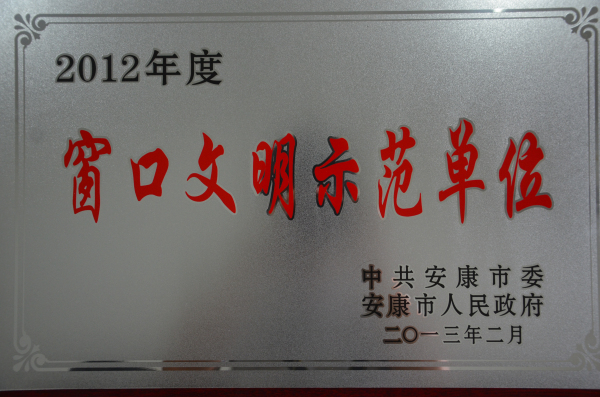 2012年度
窗口文明示范单位
中共安康市委
安康市人民政府
二〇一三年二月